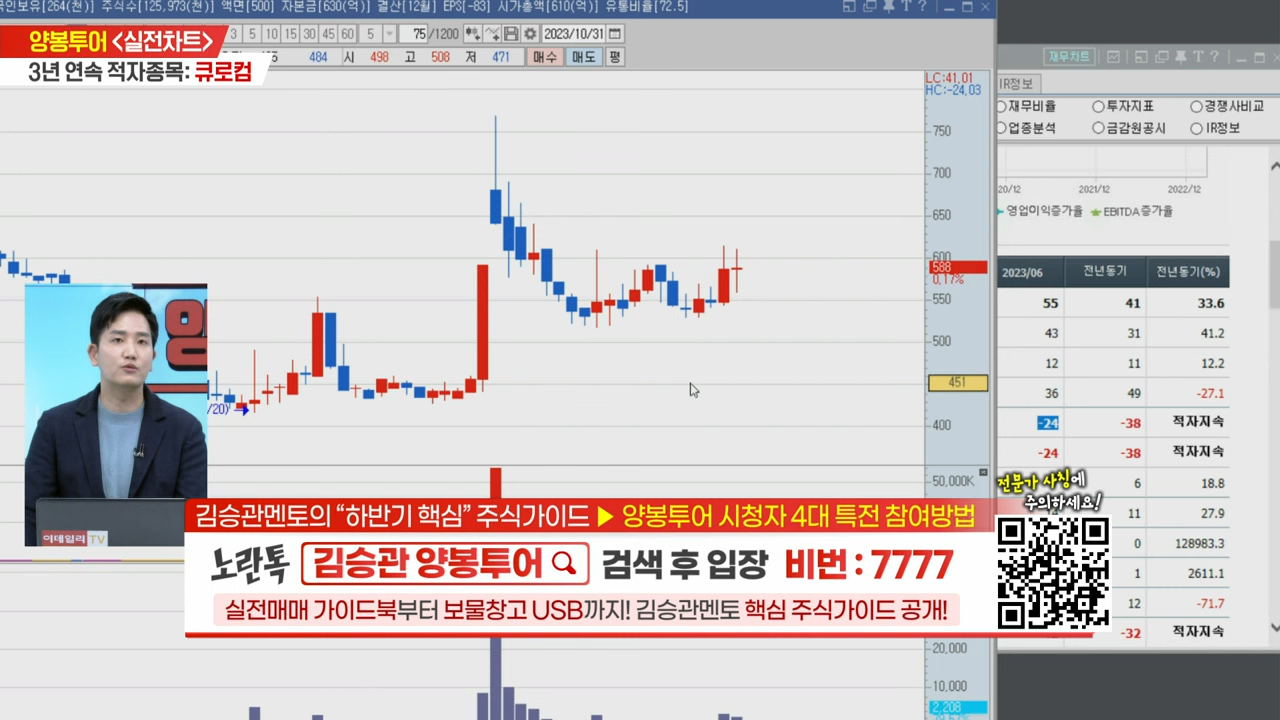 인보유[264(천)] 주식수[125,973(천)] 액면[500] 자본금[630(억)] 결산[12월] EPS[-83] 시가총액[610(억)] 유통비율[72.5]
양봉투어 <실전차트>
3년 연속 적자종목: 큐로컴
3 5 10 15 30 45 60 5 75 /1200 2023/10/31
484 시 498 고 508 저 471 매수 매도 평
LC:41.01
HC:-24.03
750
700
650
600
588
0.17%
550
500
451
400
50,000K
20,000
10,000
2,208
/20)
재무차트
IR정보
재무비율 투자지표 경쟁사비교
업종분석 금감원공시 IR정보
20/12 2021/12 2022/12
영업이익증가율 EBITDA증가율
2023/06 전년동기 전년동기(%)
55 41 33.6
43 31 41.2
12 11 12.2
36 49 -27.1
-24 -38 적자지속
-24 -38 적자지속
6 18.8
11 27.9
0 128983.3
1 2611.1
12 -71.7
-32 적자지속
전문가 사칭에
주의하세요!
이데일리 TV
김승관멘토의 “하반기 핵심” 주식가이드 ▶ 양봉투어 시청자 4대 특전 참여방법
노란톡 김승관 양봉투어 검색 후 입장 비번 : 7777
실전매매 가이드북부터 보물창고 USB까지! 김승관멘토 핵심 주식가이드 공개!